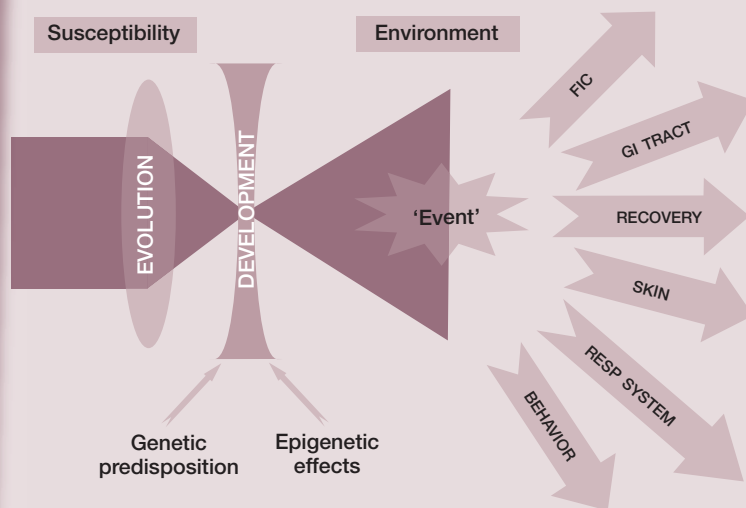 Susceptibility
Environment
EVOLUTION
DEVELOPMENT
'Event'
FIC
GI TRACT
RECOVERY
SKIN
RESP SYSTEM
BEHAVIOR
Genetic
predisposition
Epigenetic
effects